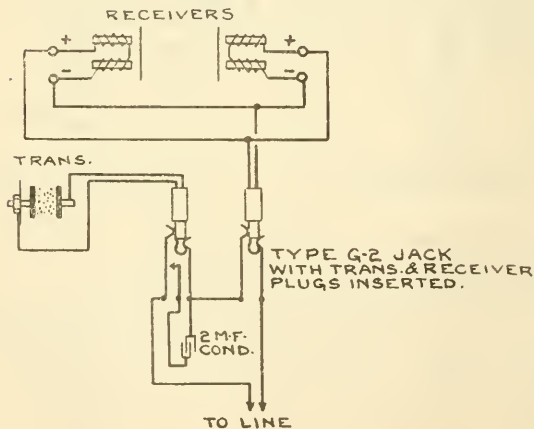 RECEIVERS
+ +
- -
TRANS.
TYPE G-2 JACK
WITH TRANS.& RECEIVER
PLUGS INSERTED.
2 M.F.
COND.
TO LINE